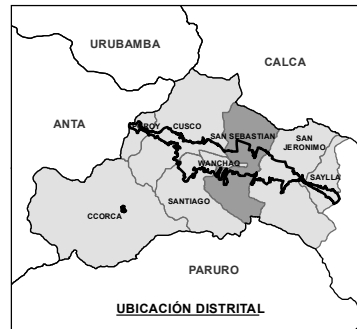 URUBAMBA
CALCA
ANTA
CUSCO
SAN SEBASTIAN
SAN
JERONIMO
WANCHAQ
SAYLLA
CCORCA
SANTIAGO
PARURO
UBICACIÓN DISTRITAL